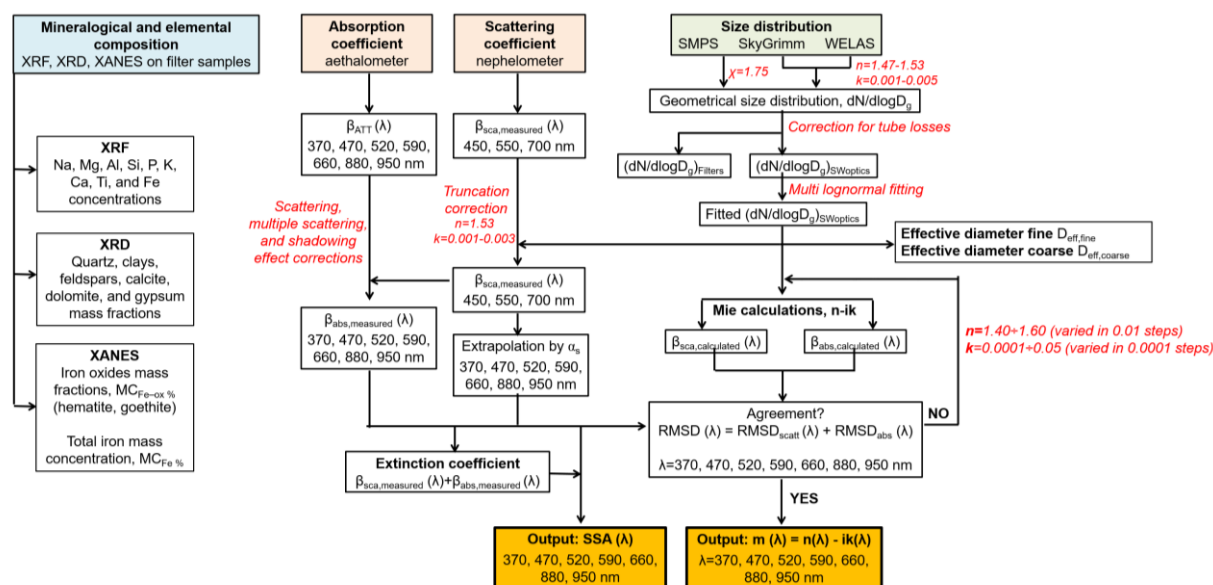 Mineralogical and elemental
composition
XRF, XRD, XANES on filter samples
XRF
Na, Mg, Al, Si, P, K,
Ca, Ti, and Fe
concentrations
XRD
Quartz, clays,
feldspars, calcite,
dolomite, and gypsum
mass fractions
XANES
Iron oxides mass
fractions, MCFe–ox %
(hematite, goethite)
Total iron mass
concentration, MCFe %
Absorption
coefficient
aethalometer
βATT (λ)
370, 470, 520, 590,
660, 880, 950 nm
Scattering,
multiple scattering,
and shadowing
effect corrections
βabs,measured (λ)
370, 470, 520, 590,
660, 880, 950 nm
Scattering
coefficient
nephelometer
βsca,measured (λ)
450, 550, 700 nm
Truncation
correction
n=1.53
k=0.001-0.003
βsca,measured (λ)
450, 550, 700 nm
Extrapolation by αs
370, 470, 520, 590,
660, 880, 950 nm
Extinction coefficient
βsca,measured (λ)+βabs,measured (λ)
Output: SSA (λ)
370, 470, 520, 590, 660,
880, 950 nm
Size distribution
SMPS SkyGrimm WELAS
χ=1.75
n=1.47-1.53
k=0.001-0.005
Geometrical size distribution, dN/dlogDg
Correction for tube losses
(dN/dlogDg)Filters
(dN/dlogDg)SWoptics
Multi lognormal fitting
Fitted (dN/dlogDg)SWoptics
Effective diameter fine Deff,fine
Effective diameter coarse Deff,coarse
Mie calculations, n-ik
βsca,calculated (λ)
βabs,calculated (λ)
n=1.40÷1.60 (varied in 0.01 steps)
k=0.0001÷0.05 (varied in 0.0001 steps)
Agreement?
RMSD (λ) = RMSDscatt (λ) + RMSDabs (λ)
λ=370, 470, 520, 590, 660, 880, 950 nm
NO
YES
Output: m (λ) = n(λ) - ik(λ)
λ=370, 470, 520, 590, 660,
880, 950 nm